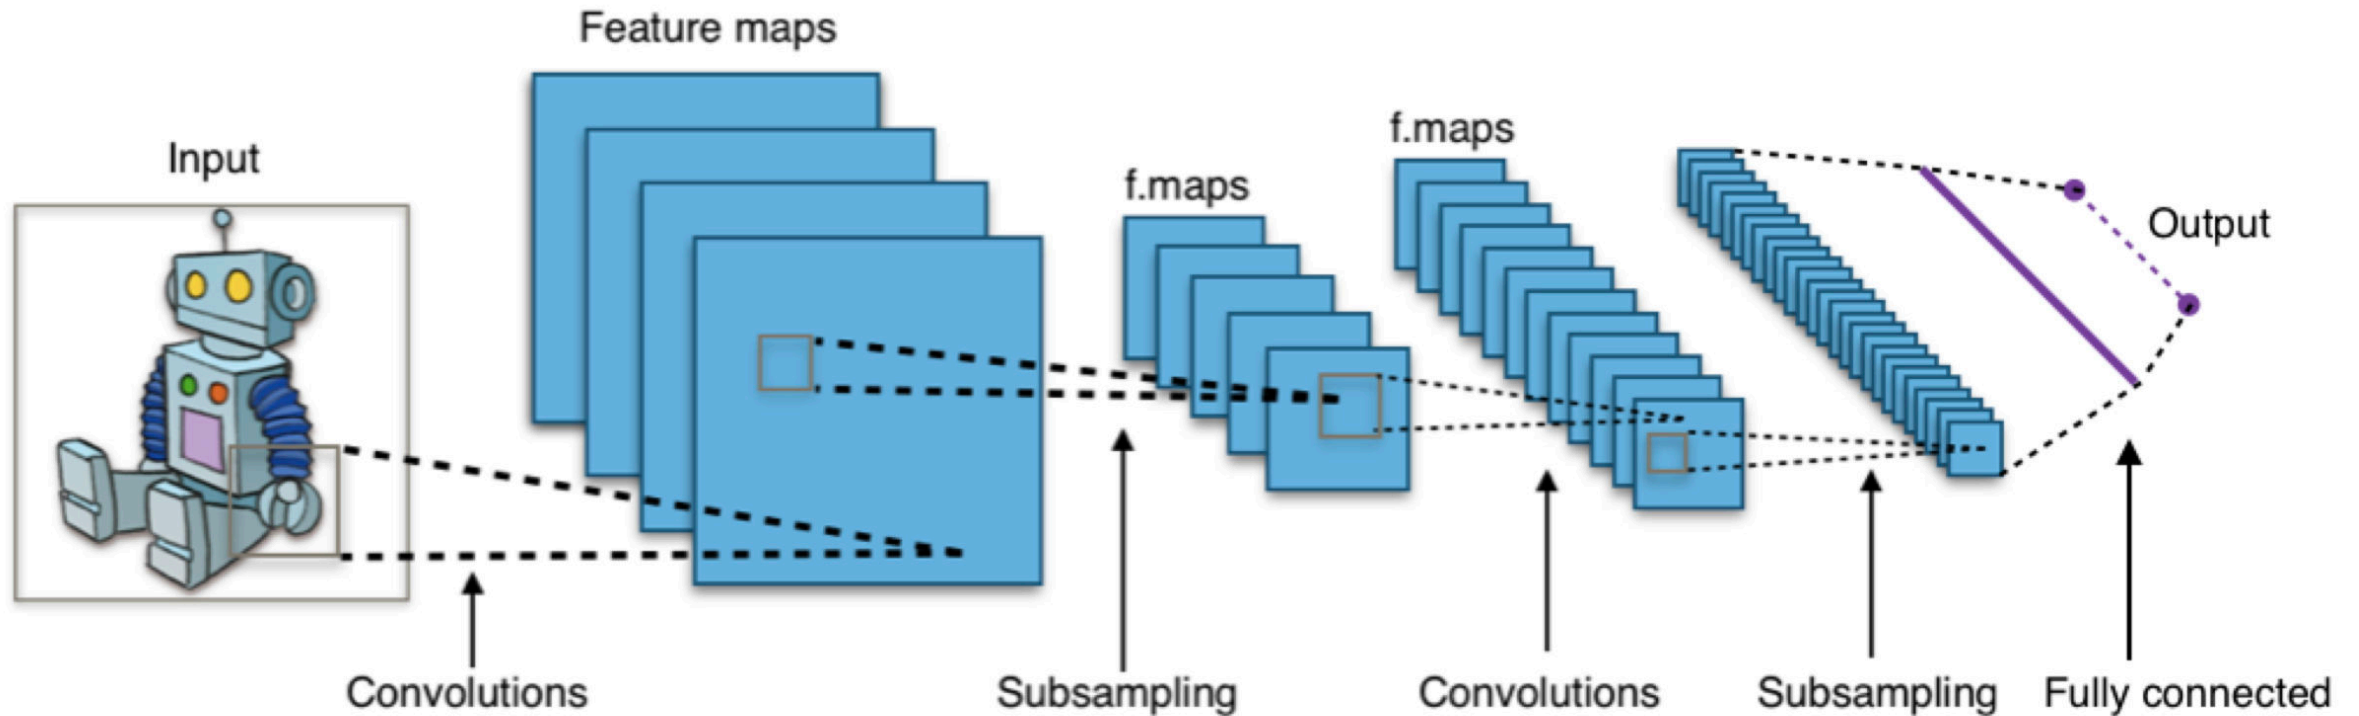 Feature maps
f.maps
Input
f.maps
Output
Convolutions
Subsampling
Convolutions
Subsampling
Fully connected